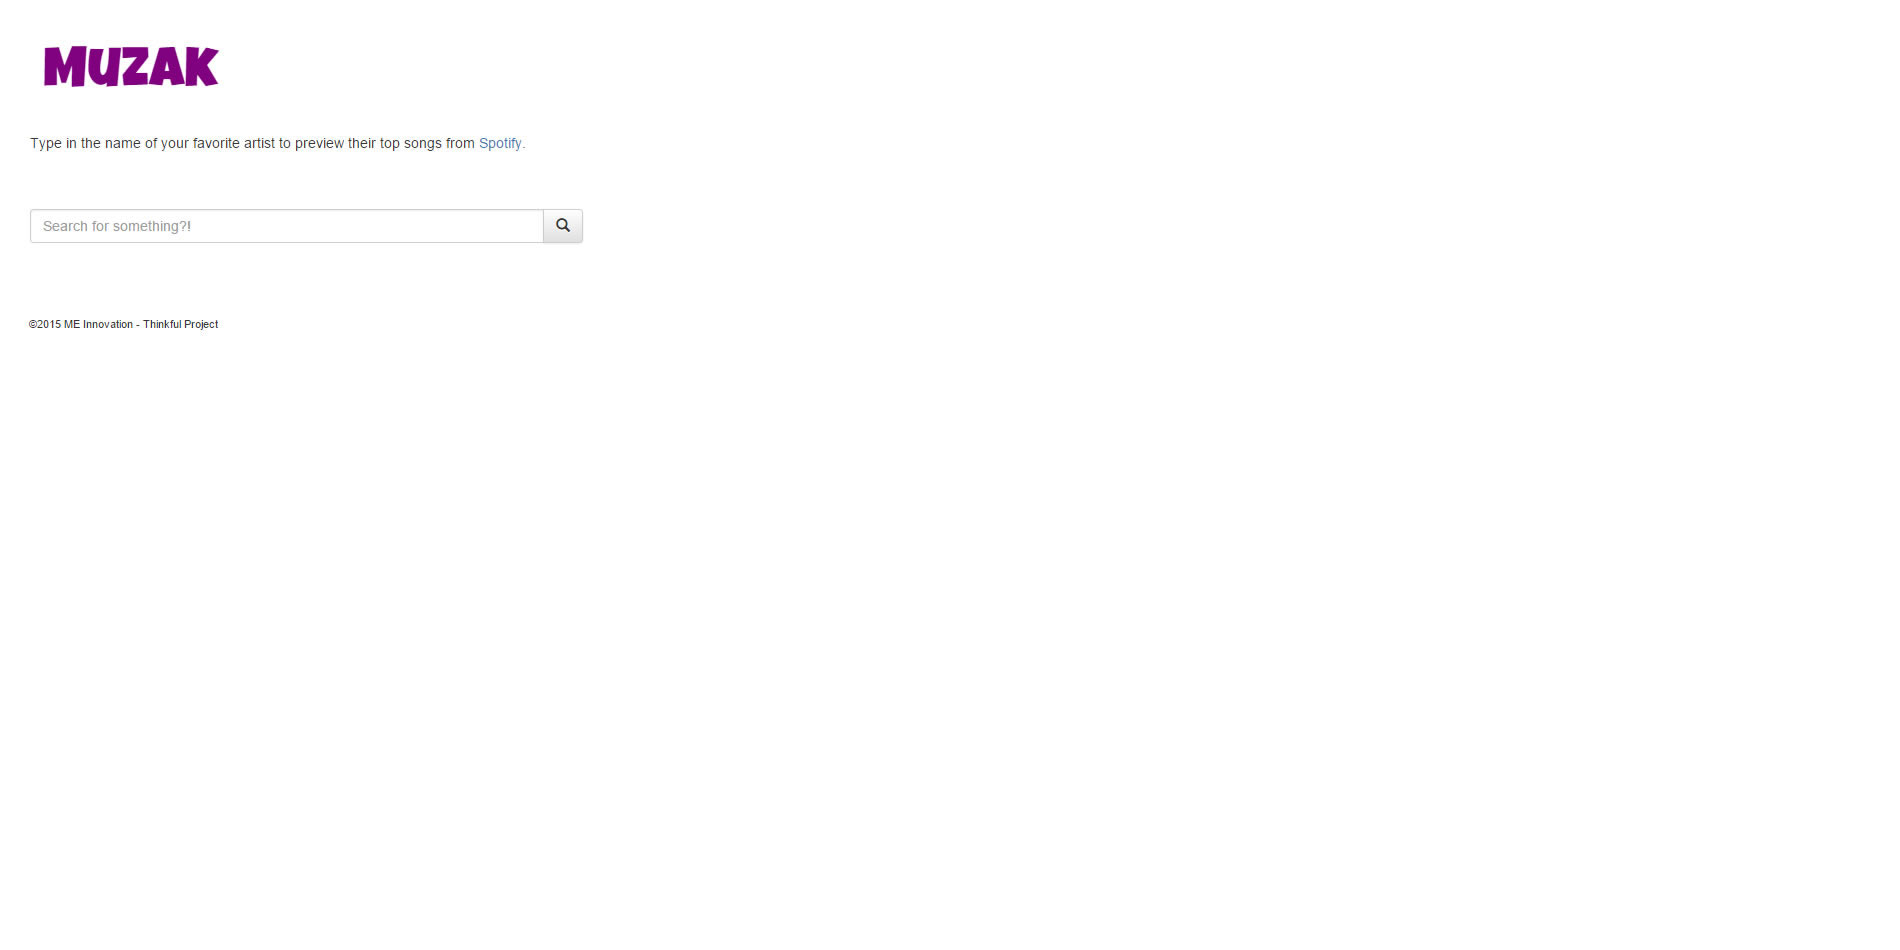 MUZAK
Type in the name of your favorite artist to preview their top songs from Spotify.
Search for something?!
©2015 ME Innovation - Thinkful Project